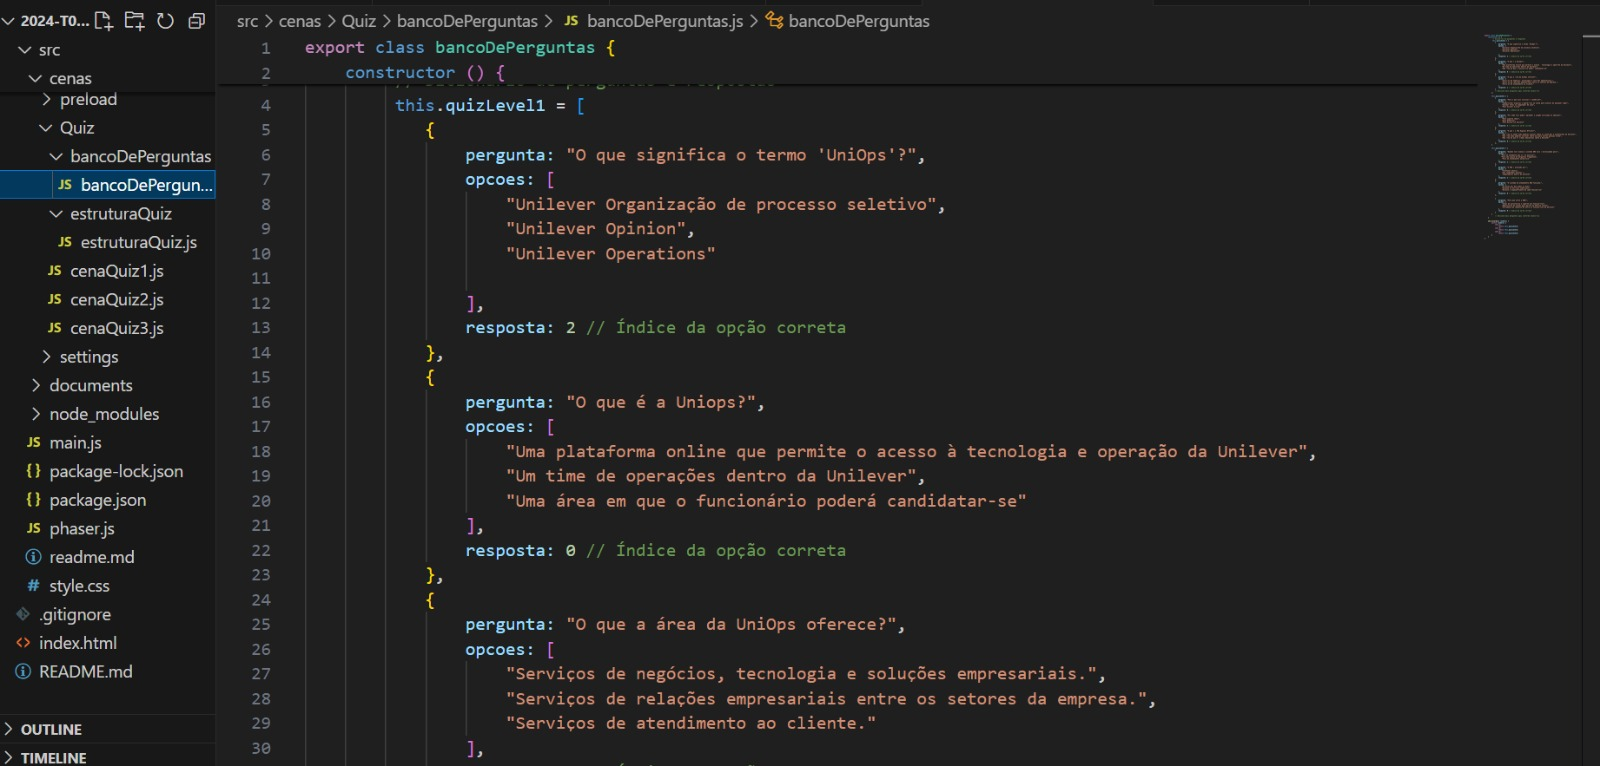 2024-T0...
src
cenas
preload
Quiz
bancoDePerguntas
JS bancoDePergun...
estruturaQuiz
JS estruturaQuiz.js
JS cenaQuiz1.js
JS cenaQuiz2.js
JS cenaQuiz3.js
settings
documents
node_modules
JS main.js
{} package-lock.json
{} package.json
JS phaser.js
readme.md
# style.css
.gitignore
<> index.html
README.md
OUTLINE
TIMELINE
src > cenas > Quiz > bancoDePerguntas > JS bancoDePerguntas.js > bancoDePerguntas
1 export class bancoDePerguntas {
2 constructor () {
4 this.quizLevel1 = [
5 {
6 pergunta: "O que significa o termo 'UniOps'?",
7 opcoes: [
8 "Unilever Organização de processo seletivo",
9 "Unilever Opinion",
10 "Unilever Operations"
11
12 ],
13 resposta: 2 // Índice da opção correta
14 },
15 {
16 pergunta: "O que é a Uniops?",
17 opcoes: [
18 "Uma plataforma online que permite o acesso à tecnologia e operação da Unilever",
19 "Um time de operações dentro da Unilever",
20 "Uma área em que o funcionário poderá candidatar-se"
21 ],
22 resposta: 0 // Índice da opção correta
23 },
24 {
25 pergunta: "O que a área da UniOps oferece?",
26 opcoes: [
27 "Serviços de negócios, tecnologia e soluções empresariais.",
28 "Serviços de relações empresariais entre os setores da empresa.",
29 "Serviços de atendimento ao cliente."
30 ],